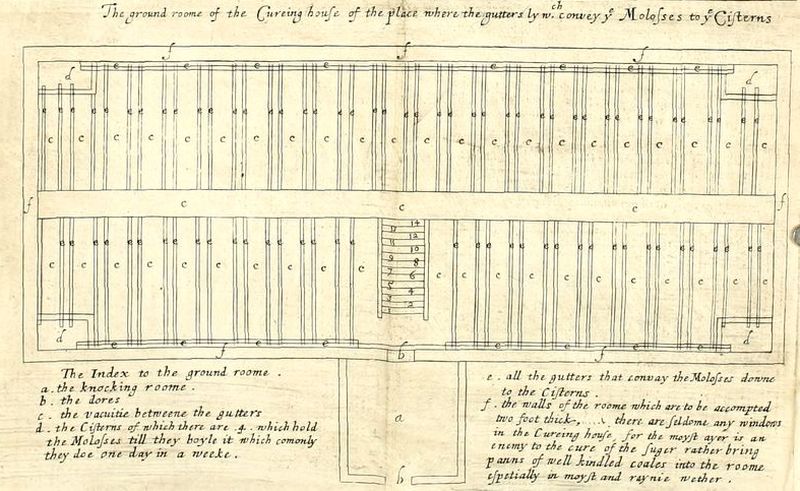 The ground roome of the Cureing house of the place where the gutters ly wch convey ye Molosses to ye Cisterns
f f f
d e e e e e e e d
c c c c c c c c c c c c c c c c c c c c
f c c c f
14
13 12
11 10
9 8
7 6
5 4
3 2
1
c c c c c c c c c c c c c c c c c c c
d d
f b f
a
b
The Index to the ground roome .
a . the knocking roome .
b . the dores
c . the vacuitie betweene the gutters
d . the Cisterns of which there are 4 . which hold
the Molosses till they boyle it which comonly
they doe one day in a weeke .
e . all the gutters that convay the Molosses downe
to the Cisterns .
f . the walls of the roome which are to be accompted
two foot thick, ..... there are seldome any windows
in the Cureing house, for the moyst ayer is an
enemy to the cure of the suger rather bring
panns of well kindled coales into the roome
espetially in moyst and raynie wether .